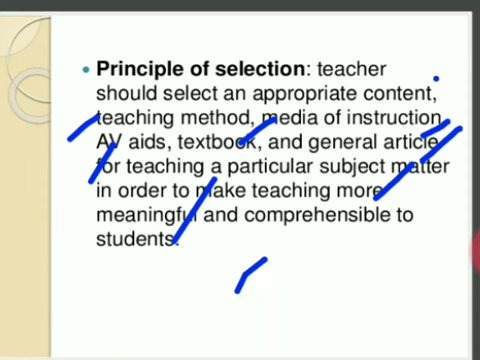 • Principle of selection: teacher
should select an appropriate content,
teaching method, media of instruction,
AV aids, textbook, and general article
for teaching a particular subject matter
in order to make teaching more
meaningful and comprehensible to
students.